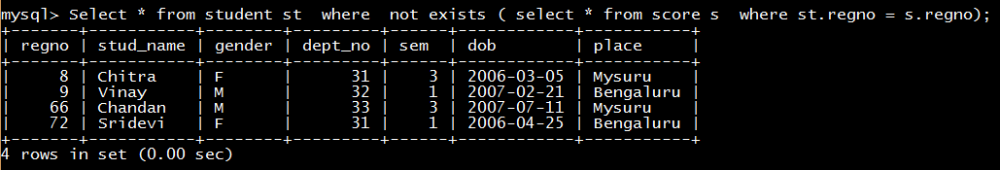 mysql> Select * from student st  where  not exists ( select * from score s  where st.regno = s.regno);
+-------+-----------+--------+---------+------+------------+-----------+
| regno | stud_name | gender | dept_no | sem  | dob        | place     |
+-------+-----------+--------+---------+------+------------+-----------+
|     8 | Chitra    | F      |      31 |    3 | 2006-03-05 | Mysuru    |
|     9 | Vinay     | M      |      32 |    1 | 2007-02-21 | Bengaluru |
|    66 | Chandan   | M      |      33 |    3 | 2007-07-11 | Mysuru    |
|    72 | Sridevi   | F      |      31 |    1 | 2006-04-25 | Bengaluru |
+-------+-----------+--------+---------+------+------------+-----------+
4 rows in set (0.00 sec)